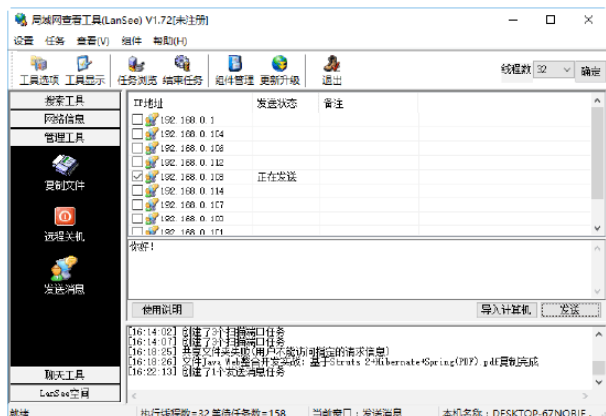 局域网查看工具(LanSee) V1.72[未注册]
设置 任务 查看(V) 组件 帮助(H)
工具选项 工具显示 任务浏览 结束任务 组件管理 更新升级 退出 线程数 32 确定
搜索工具
网络信息
管理工具
复制文件
远程关机
发送消息
聊天工具
LanSee空间
IP地址 发送状态 备注
192.168.0.1
192.168.0.104
192.168.0.112
正在发送
192.168.0.114
192.168.0.107
192.168.0.100
192.168.0.101
你好!
使用说明 导入计算机 发送
[16:14:02] 创建了3个扫描端口任务
[16:14:07] 创建了3个扫描端口任务
[16:18:25] 共享文件夹失败(用户不能访问指定的请求信息)
[16:18:26] 文件Java Web整合开发实战: 基于Struts 2+Hibernate+Spring(PDF).pdf复制完成
[16:22:13] 创建了1个发送消息任务
就绪 执行线程数=32 等待任务数=158 当前窗口：发送消息 本机名称：DESKTOP-67NOBIF